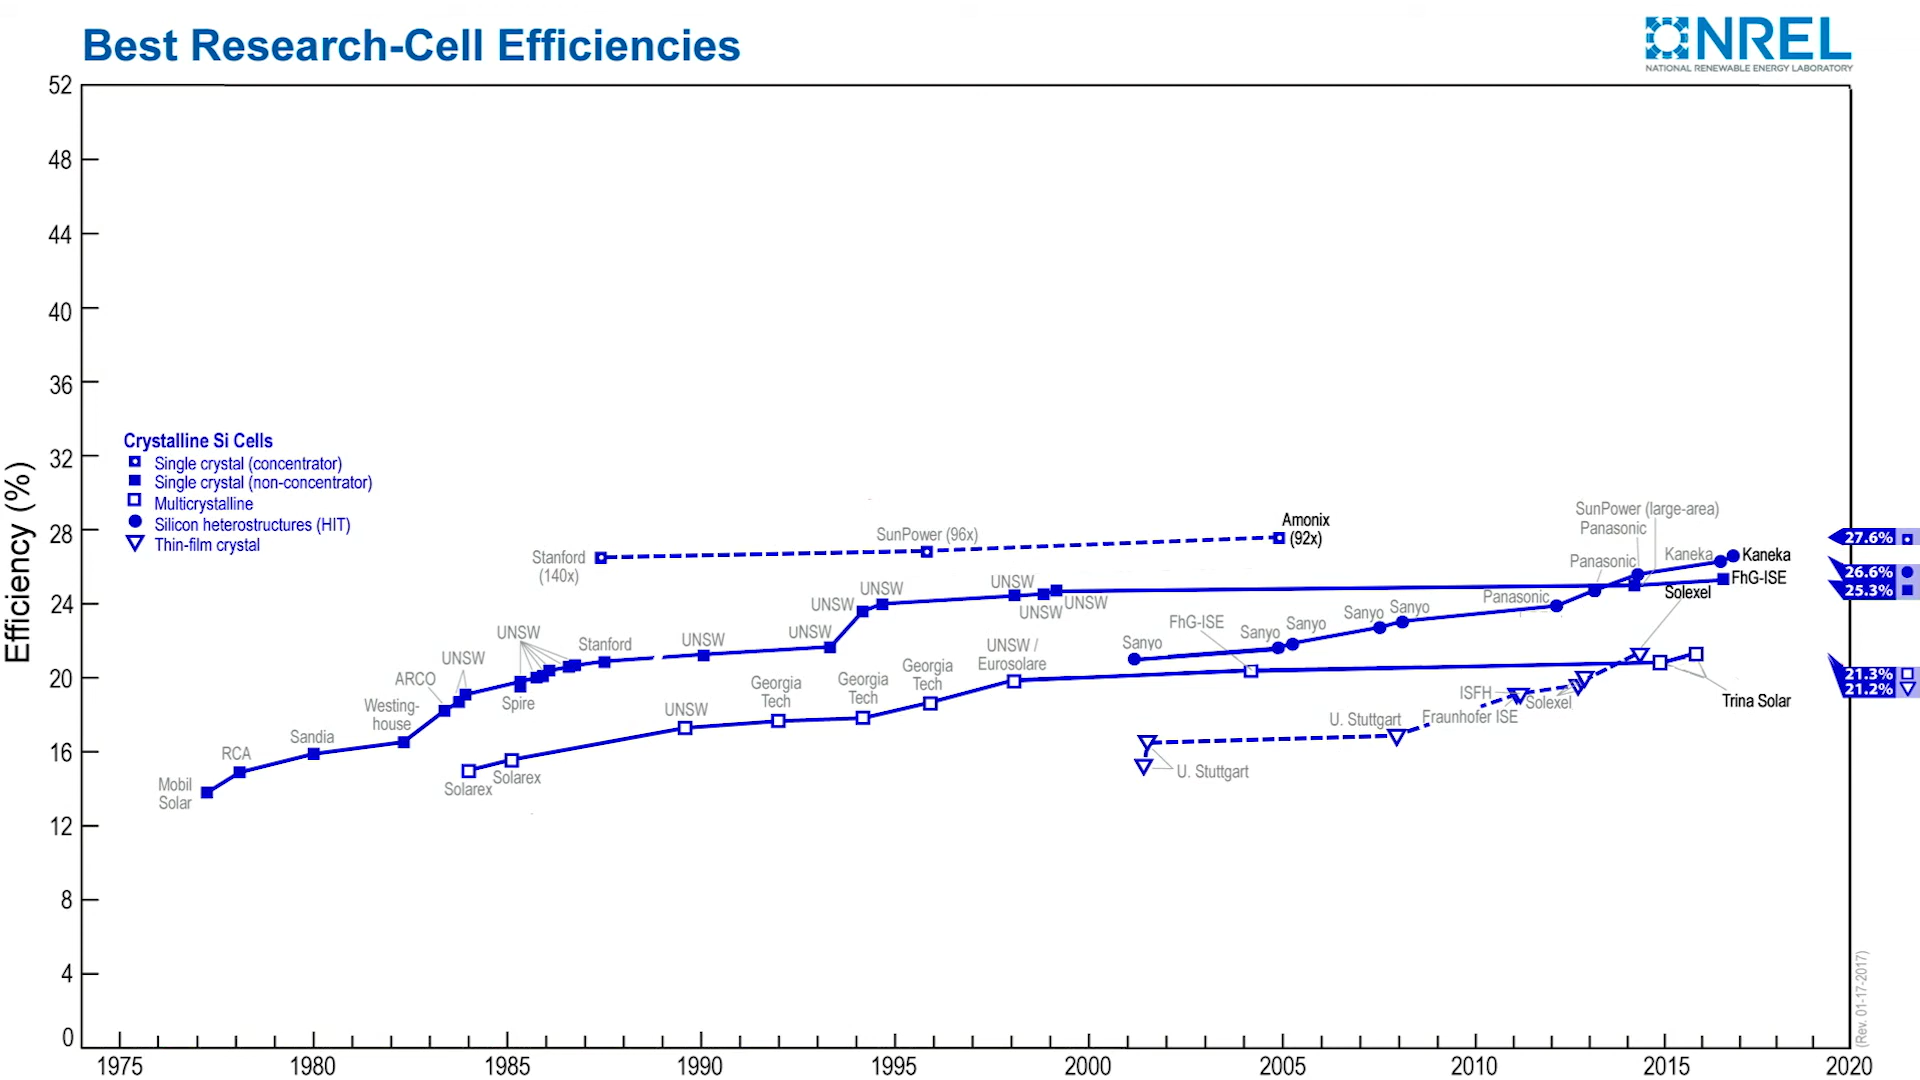 Best Research-Cell Efficiencies
NREL
NATIONAL RENEWABLE ENERGY LABORATORY
Efficiency (%)
52
48
44
40
36
32
28
24
20
16
12
8
4
0
Crystalline Si Cells
Single crystal (concentrator)
Single crystal (non-concentrator)
Multicrystalline
Silicon heterostructures (HIT)
Thin-film crystal
Stanford
(140x)
SunPower (96x)
Amonix
(92x)
SunPower (large-area)
Panasonic
Panasonic
Kaneka
Kaneka
FhG-ISE
Solexel
Panasonic
UNSW
UNSW
UNSW
UNSW
UNSW
UNSW
UNSW
Stanford
UNSW
UNSW
ARCO
Spire
Westing-
house
Sandia
RCA
Mobil
Solar
FhG-ISE
Sanyo
Sanyo
Sanyo
Sanyo
Sanyo
UNSW /
Eurosolare
Georgia
Tech
Georgia
Tech
Georgia
Tech
UNSW
Solarex
Solarex
ISFH
Solexel
Fraunhofer ISE
U. Stuttgart
U. Stuttgart
Trina Solar
27.6%
26.6%
25.3%
21.3%
21.2%
(Rev. 01-17-2017)
1975
1980
1985
1990
1995
2000
2005
2010
2015
2020